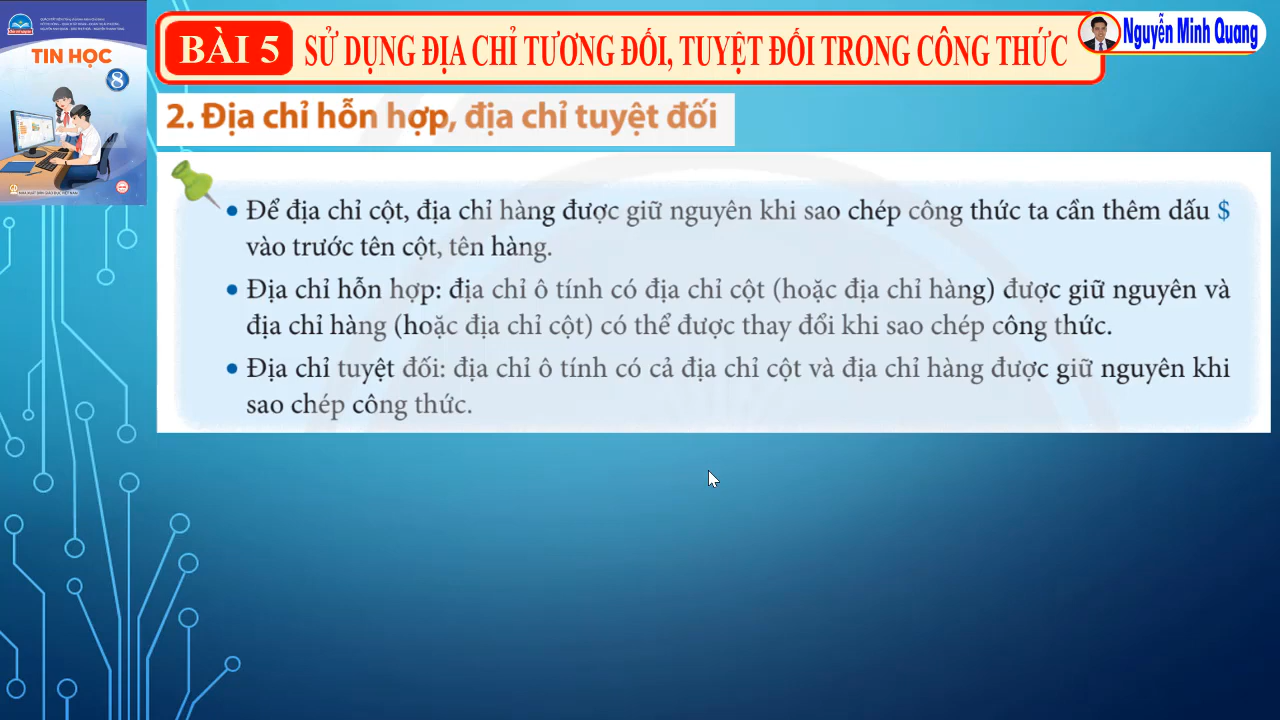 TIN HỌC
8
BÀI 5
SỬ DỤNG ĐỊA CHỈ TƯƠNG ĐỐI, TUYỆT ĐỐI TRONG CÔNG THỨC
Nguyễn Minh Quang
2. Địa chỉ hỗn hợp, địa chỉ tuyệt đối
• Để địa chỉ cột, địa chỉ hàng được giữ nguyên khi sao chép công thức ta cần thêm dấu $
vào trước tên cột, tên hàng.
• Địa chỉ hỗn hợp: địa chỉ ô tính có địa chỉ cột (hoặc địa chỉ hàng) được giữ nguyên và
địa chỉ hàng (hoặc địa chỉ cột) có thể được thay đổi khi sao chép công thức.
• Địa chỉ tuyệt đối: địa chỉ ô tính có cả địa chỉ cột và địa chỉ hàng được giữ nguyên khi
sao chép công thức.